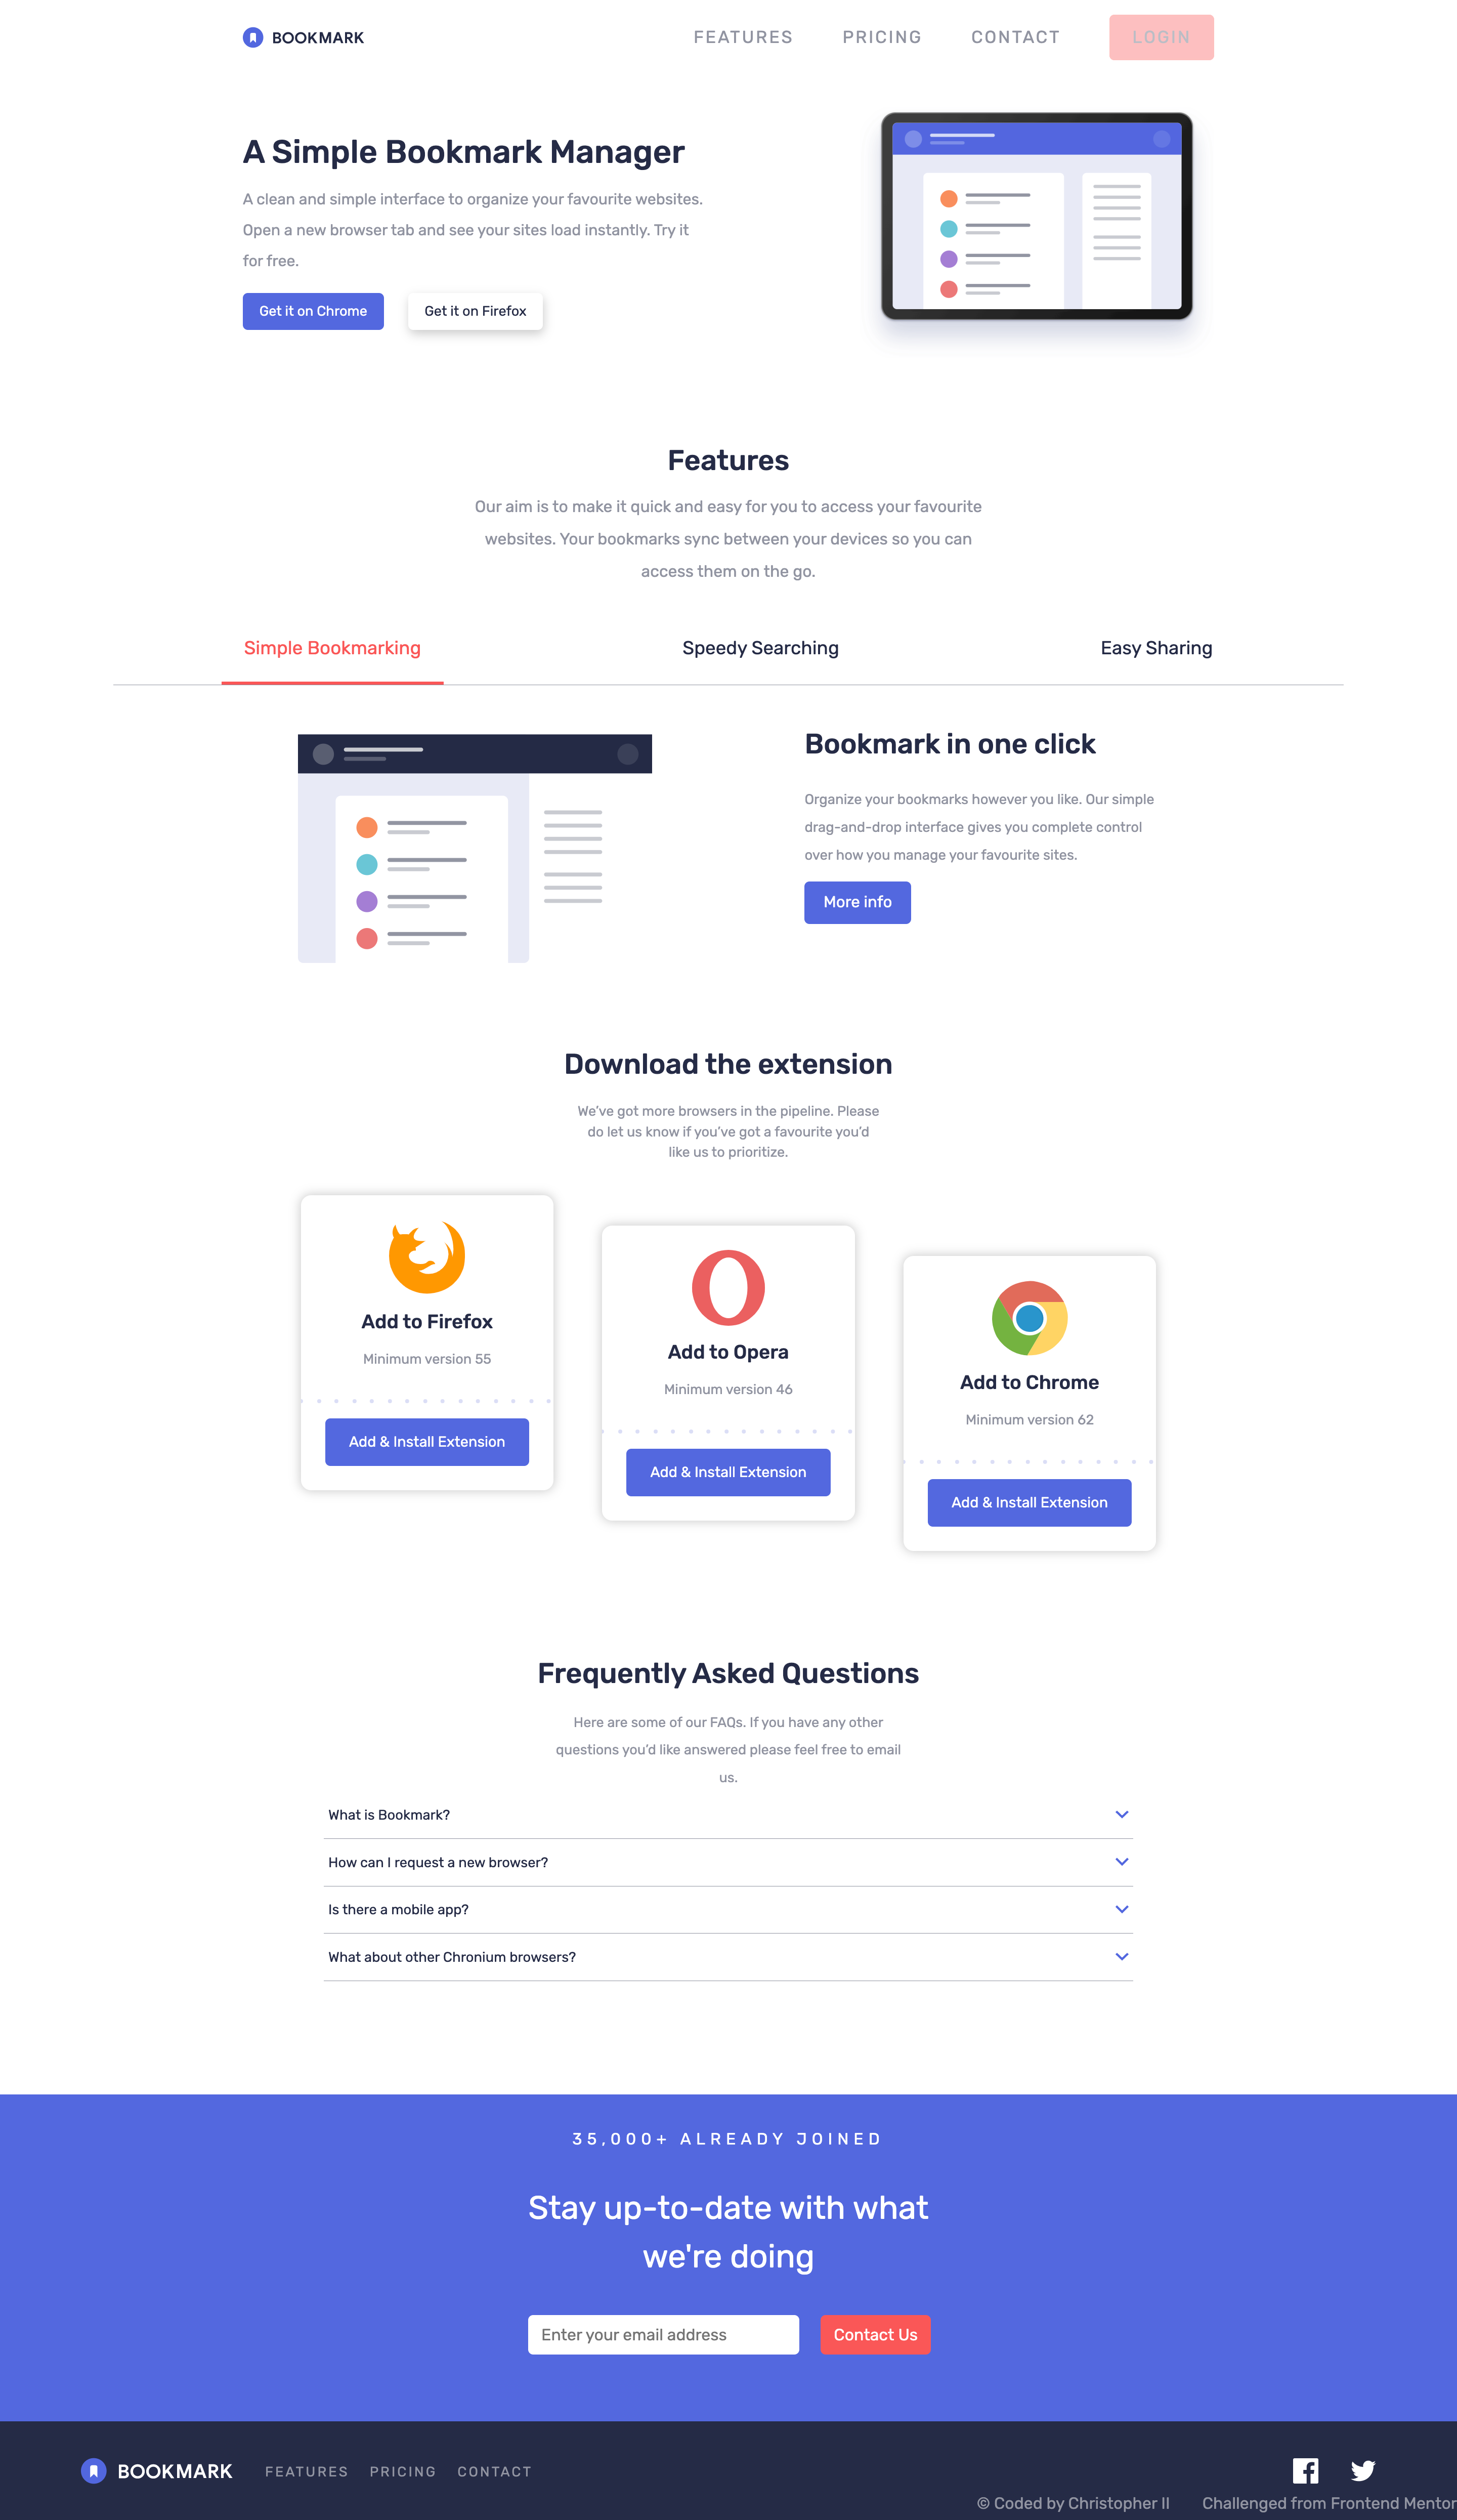 BOOKMARK
FEATURES PRICING CONTACT LOGIN
A Simple Bookmark Manager
A clean and simple interface to organize your favourite websites.
Open a new browser tab and see your sites load instantly. Try it
for free.
Get it on Chrome Get it on Firefox
Features
Our aim is to make it quick and easy for you to access your favourite
websites. Your bookmarks sync between your devices so you can
access them on the go.
Simple Bookmarking Speedy Searching Easy Sharing
Bookmark in one click
Organize your bookmarks however you like. Our simple
drag-and-drop interface gives you complete control
over how you manage your favourite sites.
More info
Download the extension
We’ve got more browsers in the pipeline. Please
do let us know if you’ve got a favourite you’d
like us to prioritize.
Add to Firefox
Minimum version 55
Add & Install Extension
Add to Opera
Minimum version 46
Add & Install Extension
Add to Chrome
Minimum version 62
Add & Install Extension
Frequently Asked Questions
Here are some of our FAQs. If you have any other
questions you’d like answered please feel free to email
us.
What is Bookmark?
How can I request a new browser?
Is there a mobile app?
What about other Chronium browsers?
35,000+ ALREADY JOINED
Stay up-to-date with what
we're doing
Enter your email address Contact Us
BOOKMARK FEATURES PRICING CONTACT
© Coded by Christopher II Challenged from Frontend Mentor